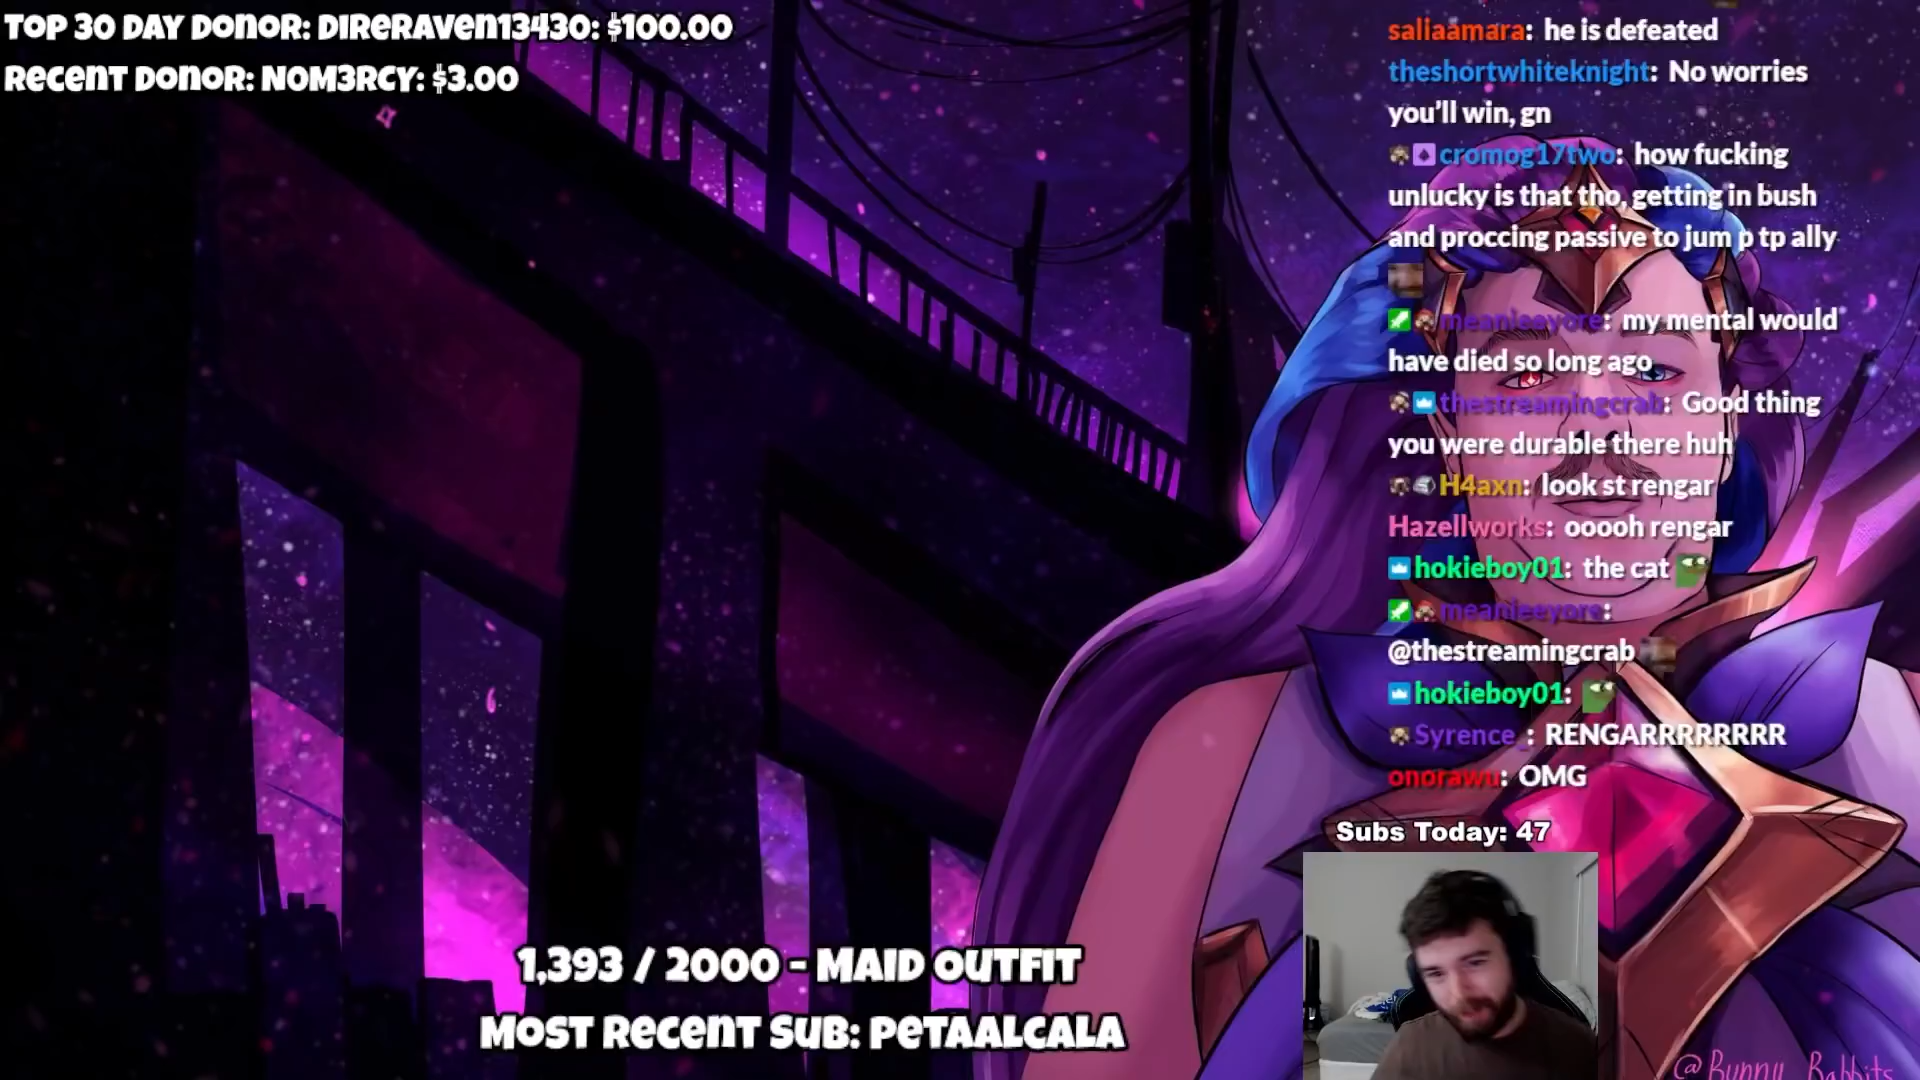 TOP 30 DAY DONOR: DIRERAVEN13430: $100.00
RECENT DONOR: NOM3RCY: $3.00
saliaamara: he is defeated
theshortwhiteknight: No worries
you'll win, gn
cromog17two: how fucking
unlucky is that tho, getting in bush
and proccing passive to jum p tp ally
meanieeyore: my mental would
have died so long ago
thestreamingcrab: Good thing
you were durable there huh
H4axn: look st rengar
Hazellworks: ooooh rengar
hokieboy01: the cat
meanieeyore:
@thestreamingcrab
hokieboy01:
Syrence_: RENGARRRRRRRR
onorawu: OMG
Subs Today: 47
1,393 / 2000 - MAID OUTFIT
MOST RECENT SUB: PETAALCALA
@Bunny_Rabbits